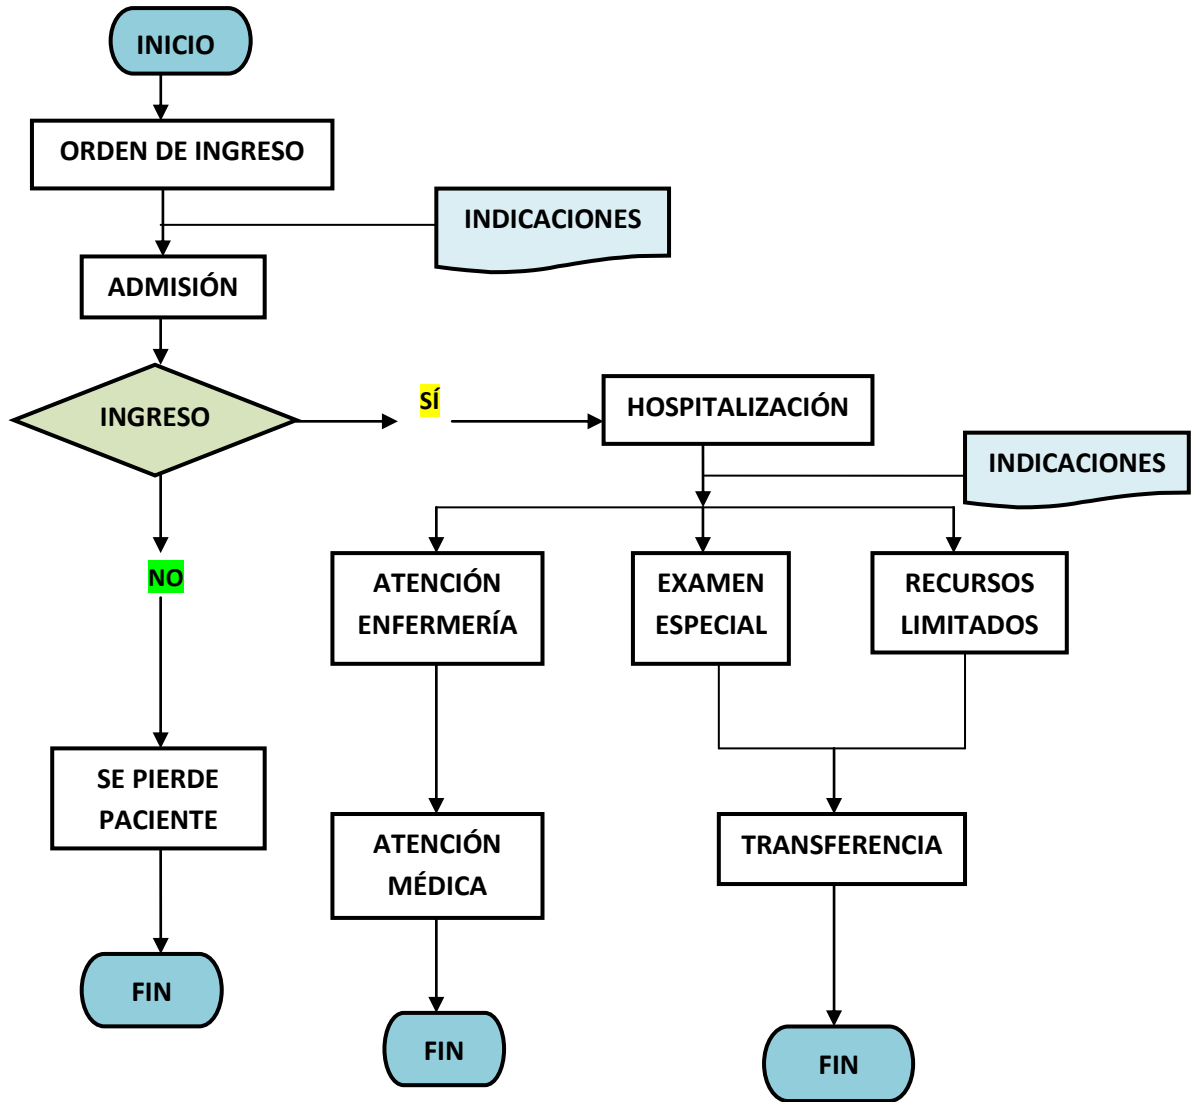 INICIO
ORDEN DE INGRESO
INDICACIONES
ADMISIÓN
INGRESO
SÍ
HOSPITALIZACIÓN
INDICACIONES
NO
ATENCIÓN
ENFERMERÍA
EXAMEN
ESPECIAL
RECURSOS
LIMITADOS
SE PIERDE
PACIENTE
ATENCIÓN
MÉDICA
TRANSFERENCIA
FIN
FIN
FIN